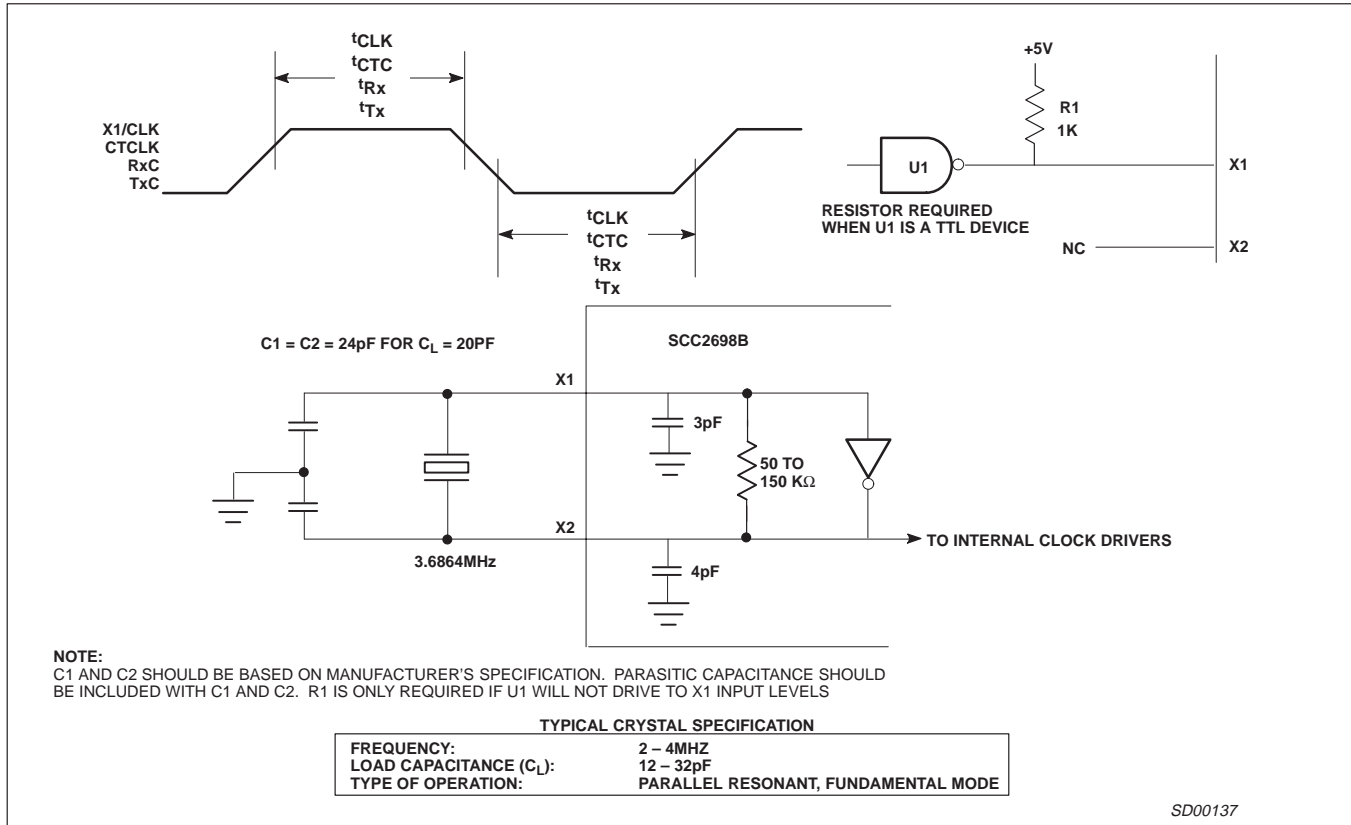 tCLK
tCTC
tRx
tTx
X1/CLK
CTCLK
RxC
TxC
tCLK
tCTC
tRx
tTx
+5V
R1
1K
U1
X1
RESISTOR REQUIRED
WHEN U1 IS A TTL DEVICE
NC
X2
C1 = C2 = 24pF FOR CL = 20PF
SCC2698B
X1
3pF
50 TO
150 KΩ
X2
TO INTERNAL CLOCK DRIVERS
3.6864MHz
4pF
NOTE:
C1 AND C2 SHOULD BE BASED ON MANUFACTURER'S SPECIFICATION. PARASITIC CAPACITANCE SHOULD
BE INCLUDED WITH C1 AND C2. R1 IS ONLY REQUIRED IF U1 WILL NOT DRIVE TO X1 INPUT LEVELS
TYPICAL CRYSTAL SPECIFICATION
FREQUENCY: 2 – 4MHZ
LOAD CAPACITANCE (CL): 12 – 32pF
TYPE OF OPERATION: PARALLEL RESONANT, FUNDAMENTAL MODE
SD00137